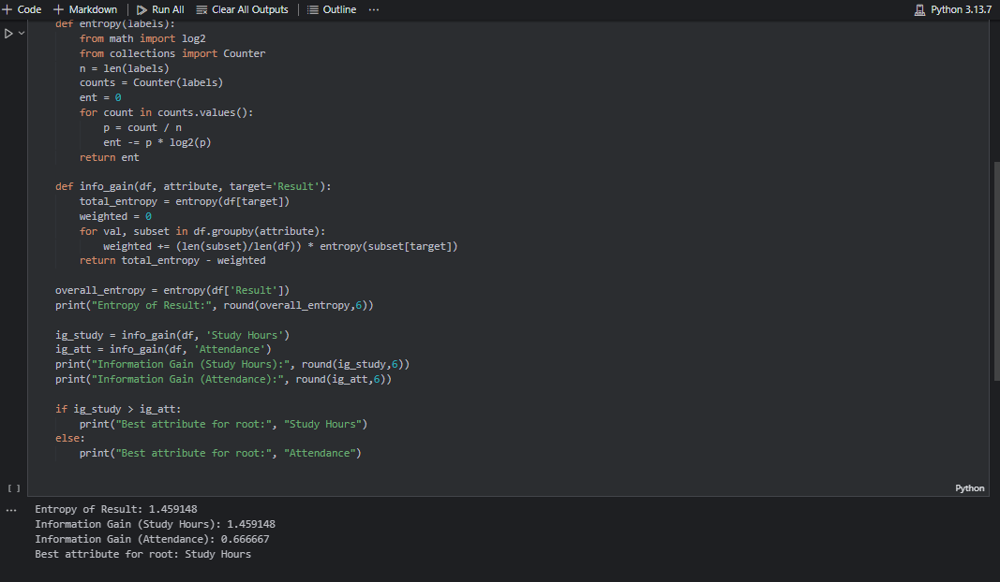 Code Markdown Run All Clear All Outputs Outline ... Python 3.13.7
def entropy(labels):
    from math import log2
    from collections import Counter
    n = len(labels)
    counts = Counter(labels)
    ent = 0
    for count in counts.values():
        p = count / n
        ent -= p * log2(p)
    return ent

def info_gain(df, attribute, target='Result'):
    total_entropy = entropy(df[target])
    weighted = 0
    for val, subset in df.groupby(attribute):
        weighted += (len(subset)/len(df)) * entropy(subset[target])
    return total_entropy - weighted

overall_entropy = entropy(df['Result'])
print("Entropy of Result:", round(overall_entropy,6))

ig_study = info_gain(df, 'Study Hours')
ig_att = info_gain(df, 'Attendance')
print("Information Gain (Study Hours):", round(ig_study,6))
print("Information Gain (Attendance):", round(ig_att,6))

if ig_study > ig_att:
    print("Best attribute for root:", "Study Hours")
else:
    print("Best attribute for root:", "Attendance")

[ ] Python
... Entropy of Result: 1.459148
Information Gain (Study Hours): 1.459148
Information Gain (Attendance): 0.666667
Best attribute for root: Study Hours